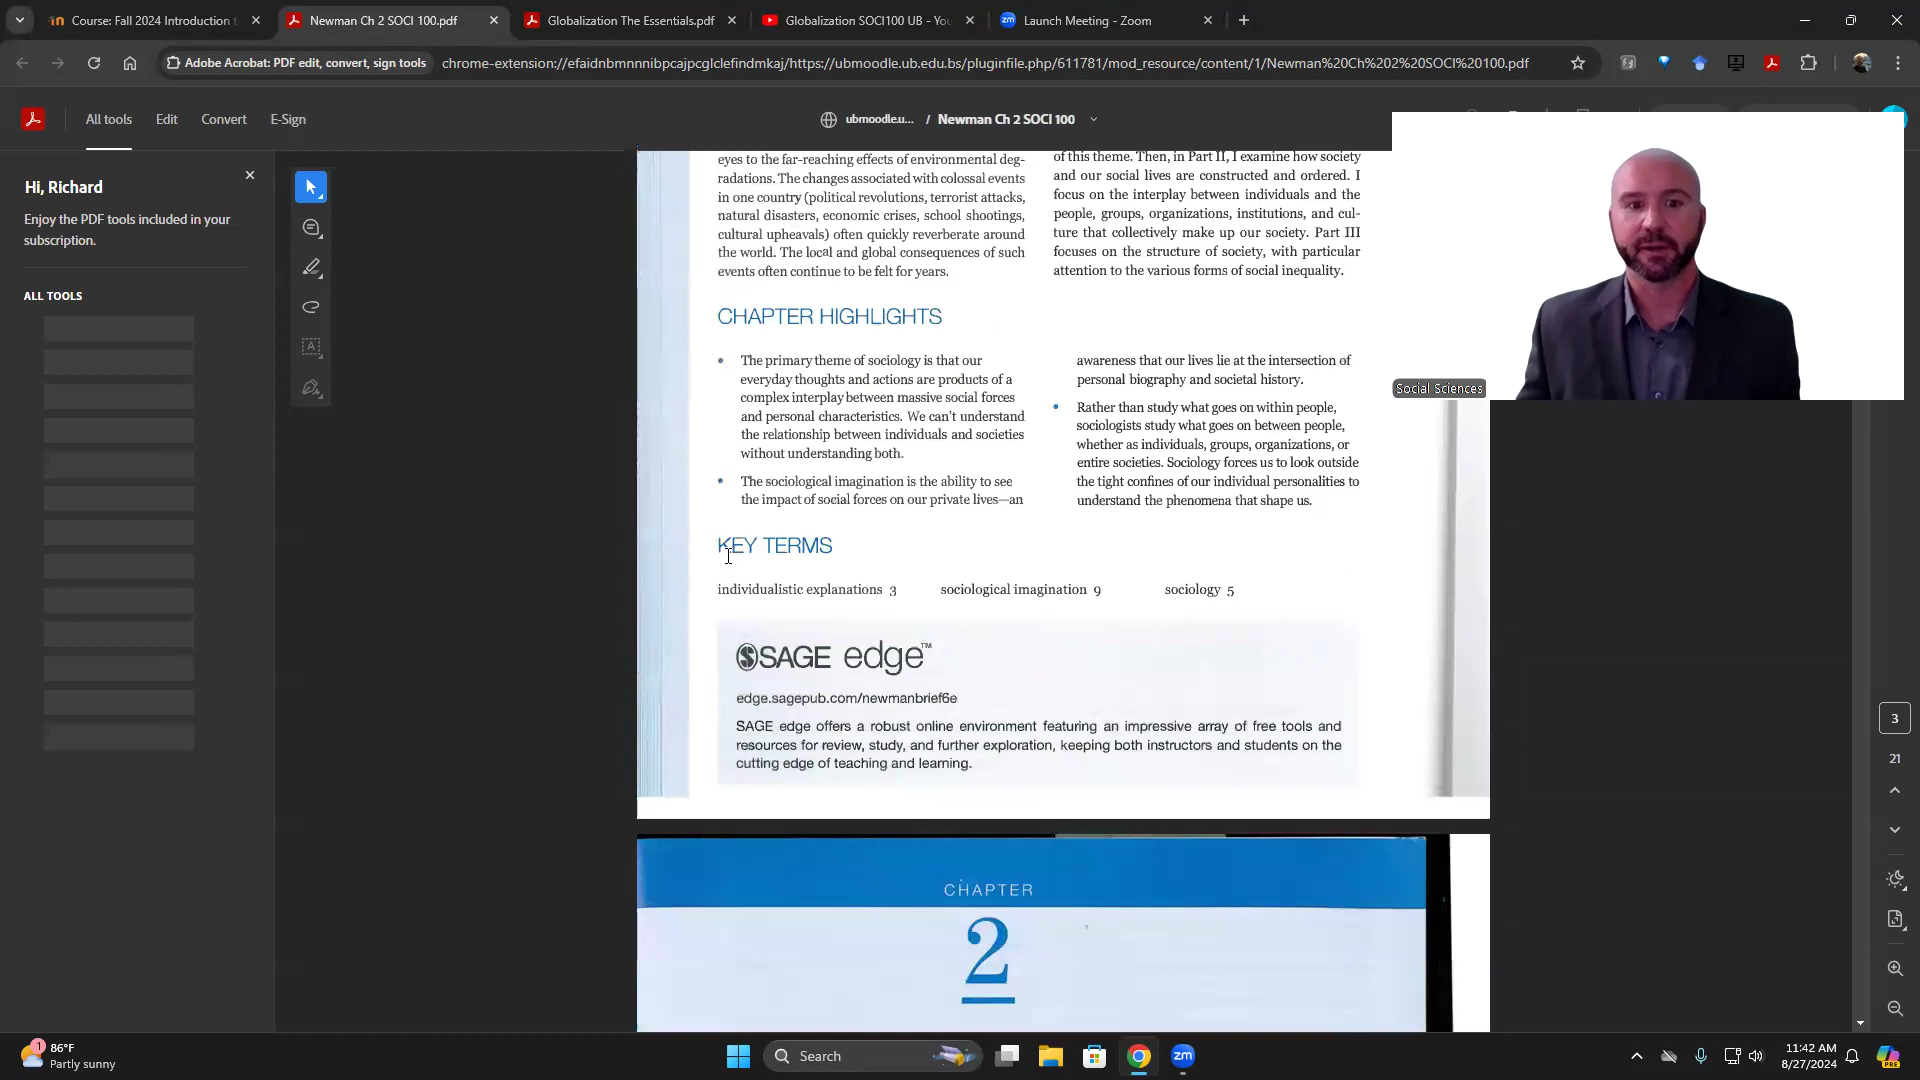 Course: Fall 2024 Introduction t
Newman Ch 2 SOCI 100.pdf
Globalization The Essentials.pdf
Globalization SOCI100 UB - You
zm Launch Meeting - Zoom
Adobe Acrobat: PDF edit, convert, sign tools
chrome-extension://efaidnbmnnnibpcajpcglclefindmkaj/https://ubmoodle.ub.edu.bs/pluginfile.php/611781/mod_resource/content/1/Newman%20Ch%202%20SOCI%20100.pdf
All tools
Edit
Convert
E-Sign
ubmoodle.u... / Newman Ch 2 SOCI 100
Hi, Richard
Enjoy the PDF tools included in your
subscription.
ALL TOOLS
eyes to the far-reaching effects of environmental deg-
radations. The changes associated with colossal events
in one country (political revolutions, terrorist attacks,
natural disasters, economic crises, school shootings,
cultural upheavals) often quickly reverberate around
the world. The local and global consequences of such
events often continue to be felt for years.
of this theme. Then, in Part II, I examine how society
and our social lives are constructed and ordered. I
focus on the interplay between individuals and the
people, groups, organizations, institutions, and cul-
ture that collectively make up our society. Part III
focuses on the structure of society, with particular
attention to the various forms of social inequality.
CHAPTER HIGHLIGHTS
• The primary theme of sociology is that our
everyday thoughts and actions are products of a
complex interplay between massive social forces
and personal characteristics. We can't understand
the relationship between individuals and societies
without understanding both.
• The sociological imagination is the ability to see
the impact of social forces on our private lives—an
awareness that our lives lie at the intersection of
personal biography and societal history.
• Rather than study what goes on within people,
sociologists study what goes on between people,
whether as individuals, groups, organizations, or
entire societies. Sociology forces us to look outside
the tight confines of our individual personalities to
understand the phenomena that shape us.
KEY TERMS
individualistic explanations 3
sociological imagination 9
sociology 5
SAGE edge™
edge.sagepub.com/newmanbrief6e
SAGE edge offers a robust online environment featuring an impressive array of free tools and
resources for review, study, and further exploration, keeping both instructors and students on the
cutting edge of teaching and learning.
CHAPTER
2
Social Sciences
3
21
1
86°F
Partly sunny
Search
zm
11:42 AM
8/27/2024
PRE